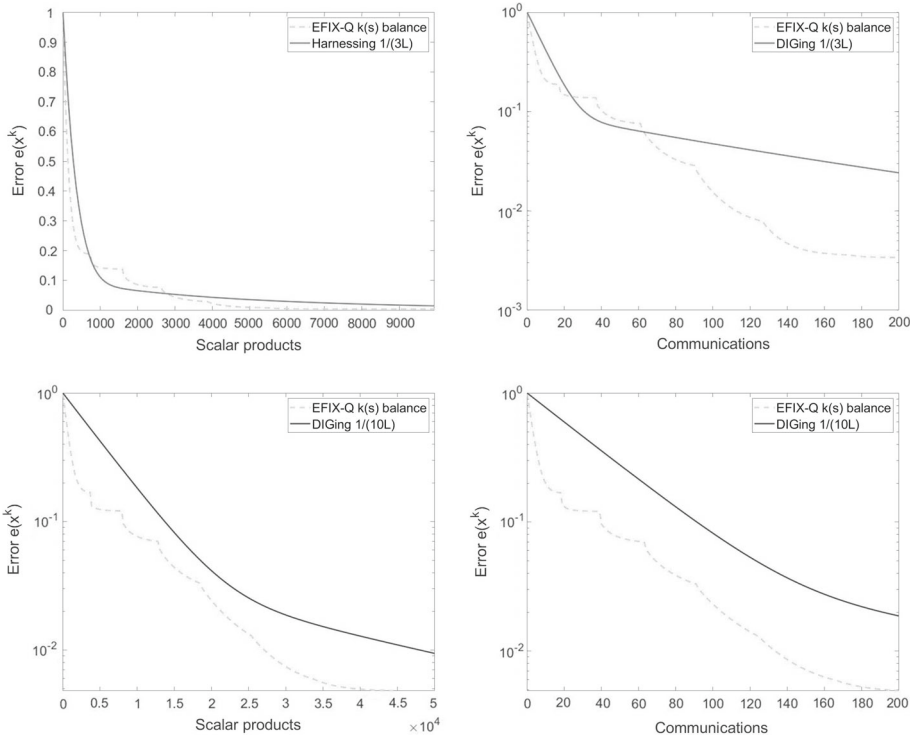 EFIX-Q k(s) balance
Harnessing 1/(3L)
Error e(x^k)
1
0.9
0.8
0.7
0.6
0.5
0.4
0.3
0.2
0.1
0
0 1000 2000 3000 4000 5000 6000 7000 8000 9000
Scalar products
EFIX-Q k(s) balance
DIGing 1/(3L)
Error e(x^k)
10^0
10^-1
10^-2
10^-3
0 20 40 60 80 100 120 140 160 180 200
Communications
EFIX-Q k(s) balance
DIGing 1/(10L)
Error e(x^k)
10^0
10^-1
10^-2
0 0.5 1 1.5 2 2.5 3 3.5 4 4.5 5
×10^4
Scalar products
EFIX-Q k(s) balance
DIGing 1/(10L)
Error e(x^k)
10^0
10^-1
10^-2
0 20 40 60 80 100 120 140 160 180 200
Communications